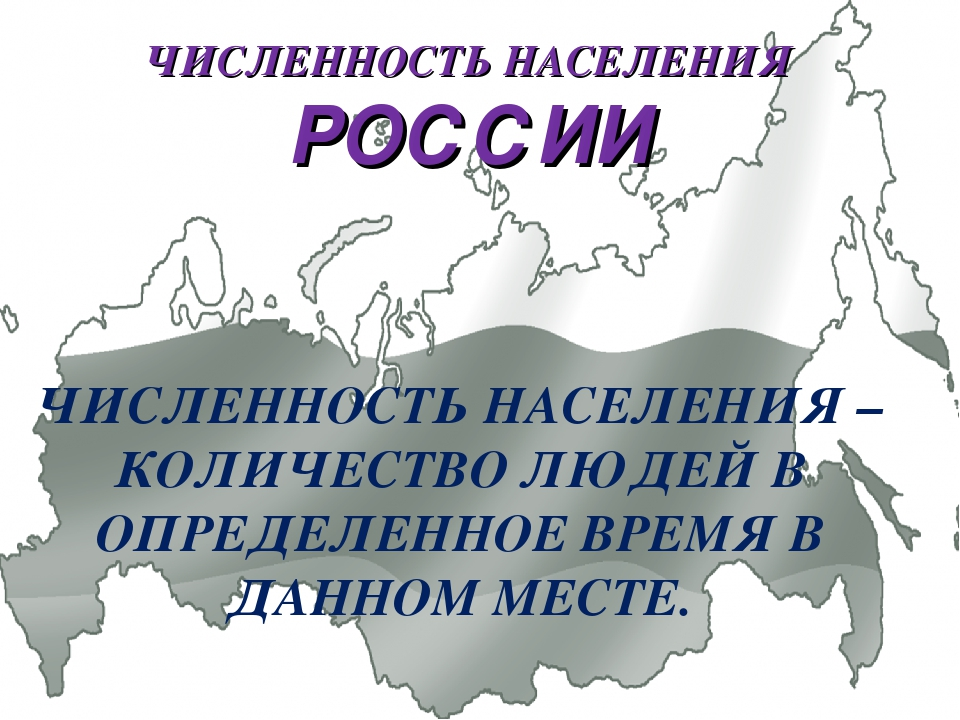 ЧИСЛЕННОСТЬ НАСЕЛЕНИЯ
РОССИИ
ЧИСЛЕННОСТЬ НАСЕЛЕНИЯ –
КОЛИЧЕСТВО ЛЮДЕЙ В
ОПРЕДЕЛЕННОЕ ВРЕМЯ В
ДАННОМ МЕСТЕ.